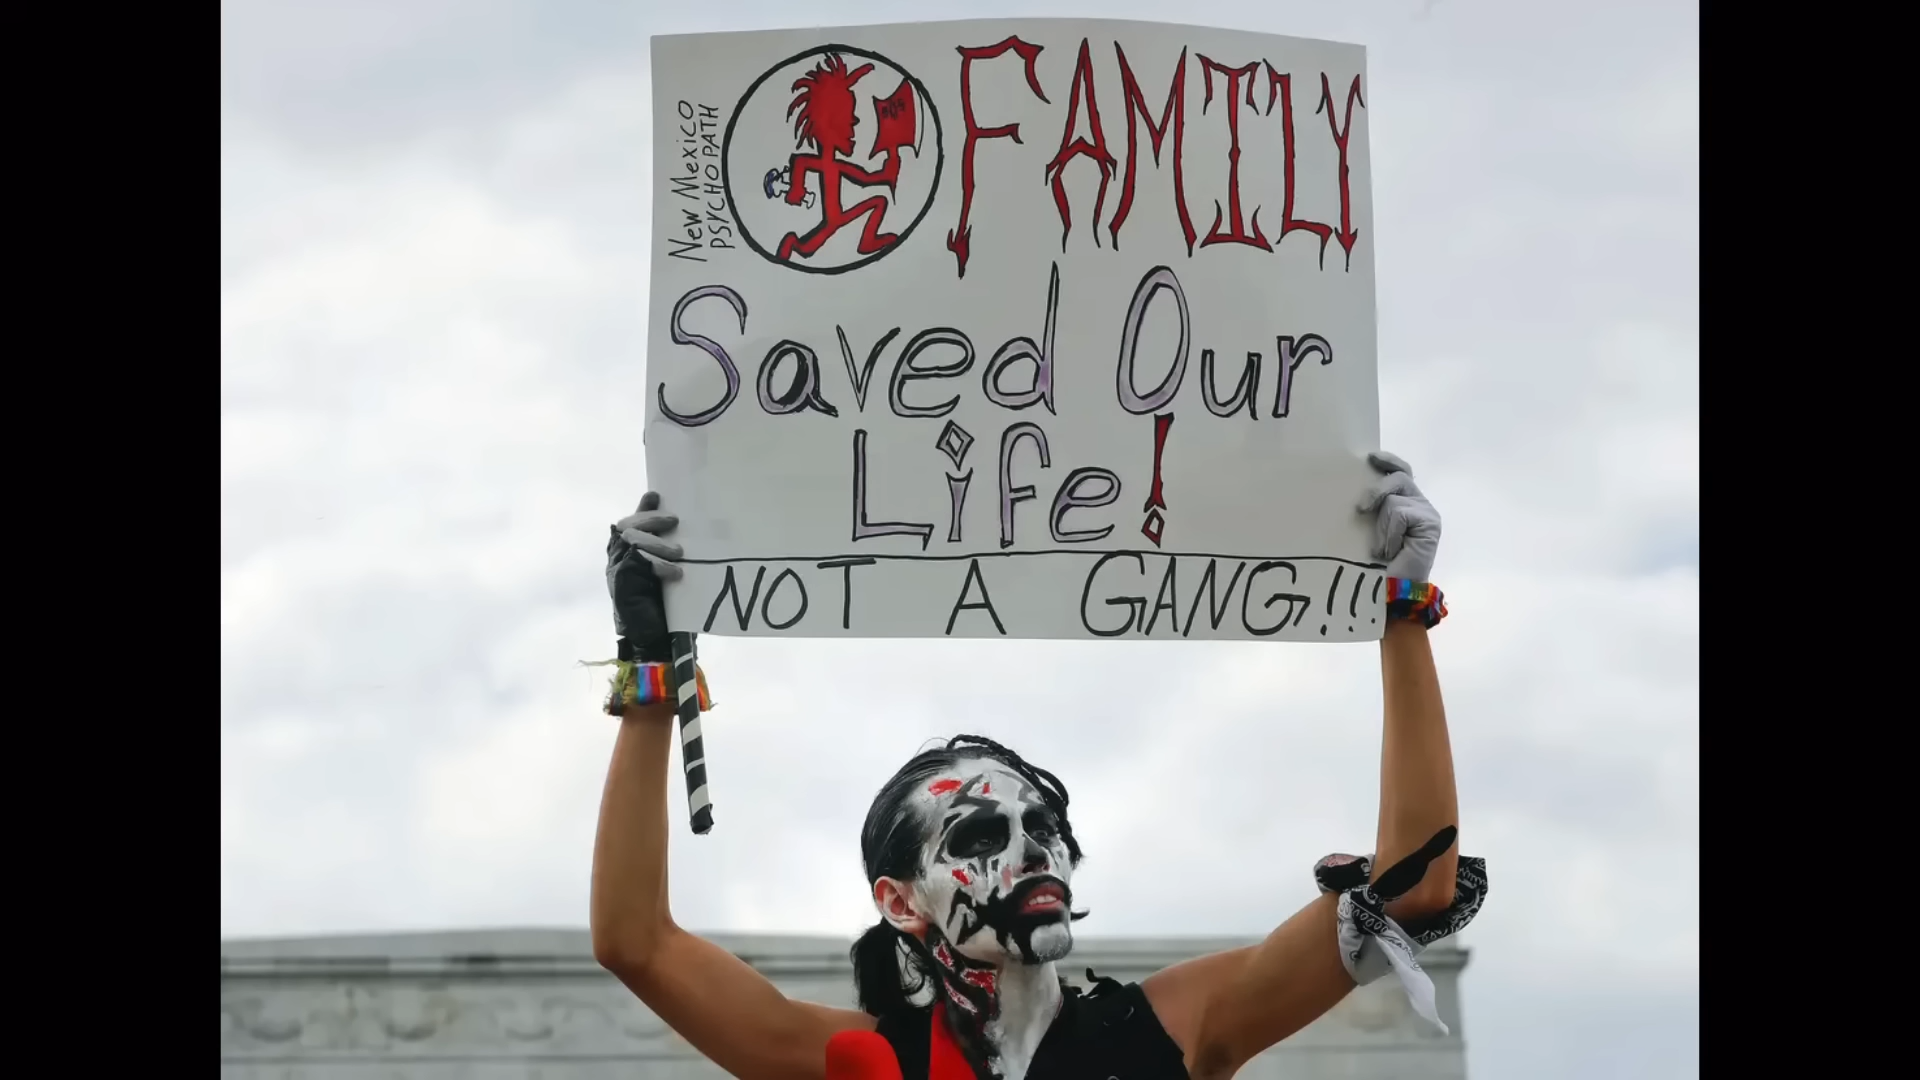 New Mexico
PSYCHOPATH
FAMILY
Saved Our
Life!
NOT A GANG!!!